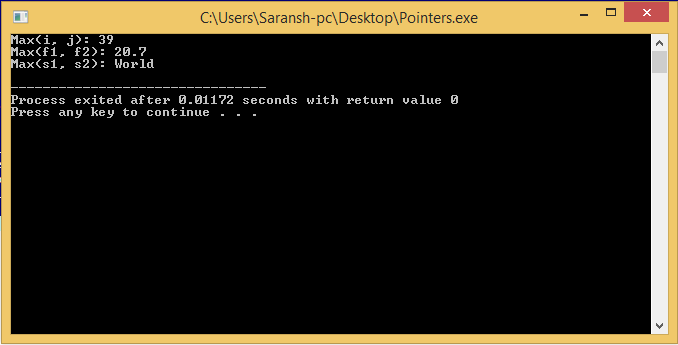 C:\Users\Saransh-pc\Desktop\Pointers.exe
Max(i, j): 39
Max(f1, f2): 20.7
Max(s1, s2): World
--------------------------------
Process exited after 0.01172 seconds with return value 0
Press any key to continue . . .